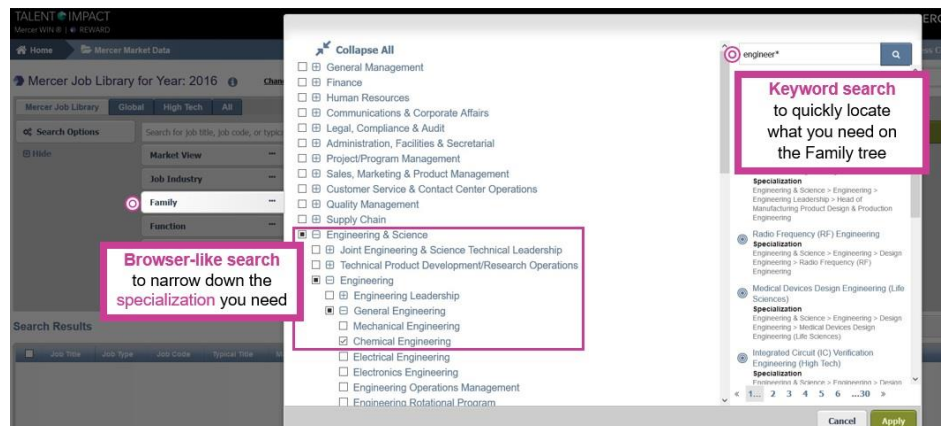 TALENT IMPACT
Mercer WIN ® | REWARD
Home
Mercer Market Data
Mercer Job Library for Year: 2016
Mercer Job Library Global High Tech All
Search Options
Search for job title, job code, or typic
Hide
Market View
Job Industry
Family
Function
Browser-like search
to narrow down the
specialization you need
Search Results
Job Title Job Type Job Code Typical Title
Collapse All
General Management
Finance
Human Resources
Communications & Corporate Affairs
Legal, Compliance & Audit
Administration, Facilities & Secretarial
Project/Program Management
Sales, Marketing & Product Management
Customer Service & Contact Center Operations
Quality Management
Supply Chain
Engineering & Science
Joint Engineering & Science Technical Leadership
Technical Product Development/Research Operations
Engineering
Engineering Leadership
General Engineering
Mechanical Engineering
Chemical Engineering
Electrical Engineering
Electronics Engineering
Engineering Operations Management
Engineering Rotational Program
engineer*
Keyword search
to quickly locate
what you need on
the Family tree
Specialization
Engineering & Science > Engineering >
Engineering Leadership > Head of
Manufacturing Product Design & Production
Engineering
Radio Frequency (RF) Engineering
Specialization
Engineering & Science > Engineering > Design
Engineering > Radio Frequency (RF)
Engineering
Medical Devices Design Engineering (Life
Sciences)
Specialization
Engineering & Science > Engineering > Design
Engineering > Medical Devices Design
Engineering (Life Sciences)
Integrated Circuit (IC) Verification
Engineering (High Tech)
Specialization
Engineering & Science > Engineering > Design
« 1... 2 3 4 5 6 ...30 »
Cancel Apply